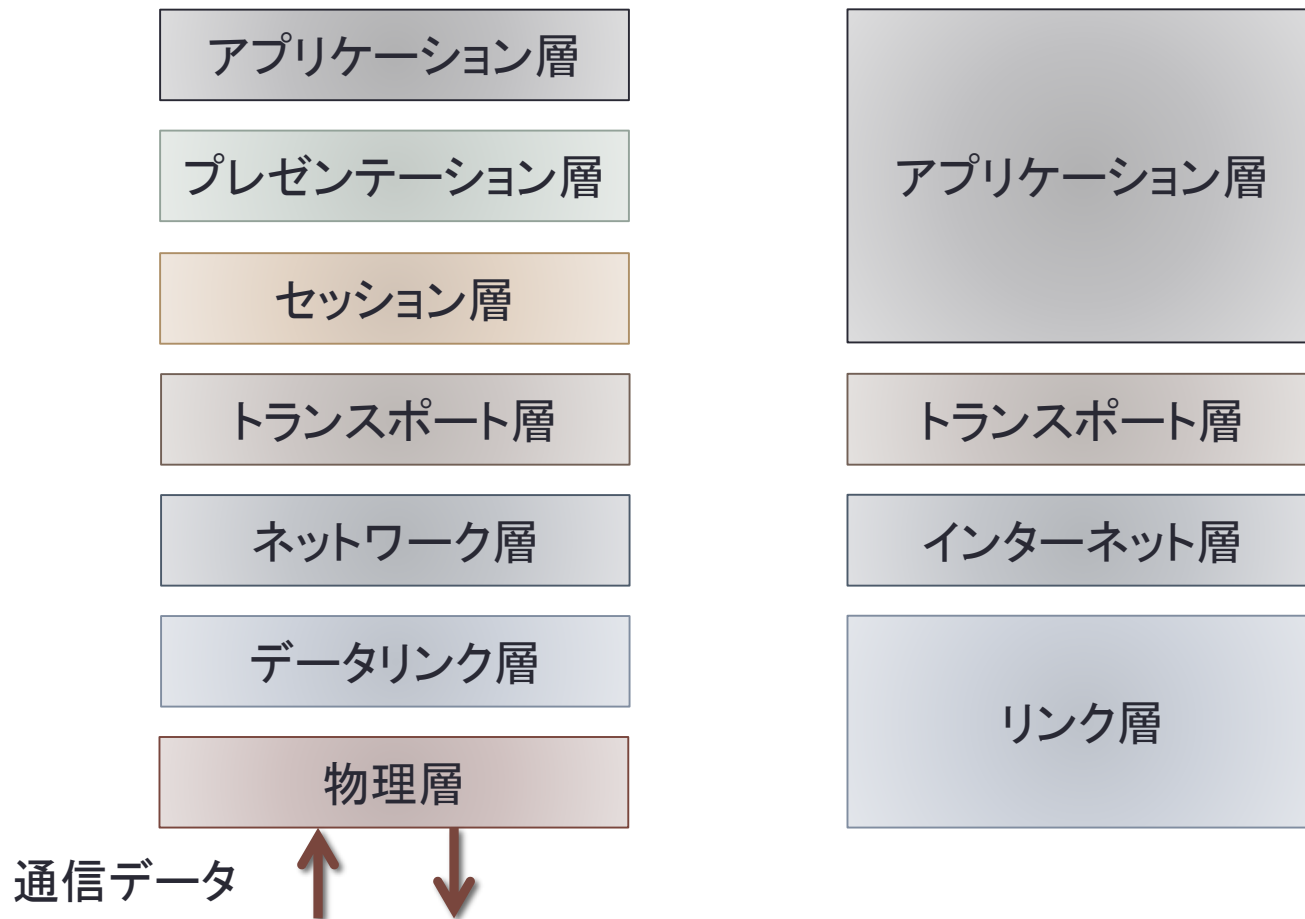 アプリケーション層
プレゼンテーション層
セッション層
トランスポート層
ネットワーク層
データリンク層
物理層
通信データ
アプリケーション層
トランスポート層
インターネット層
リンク層